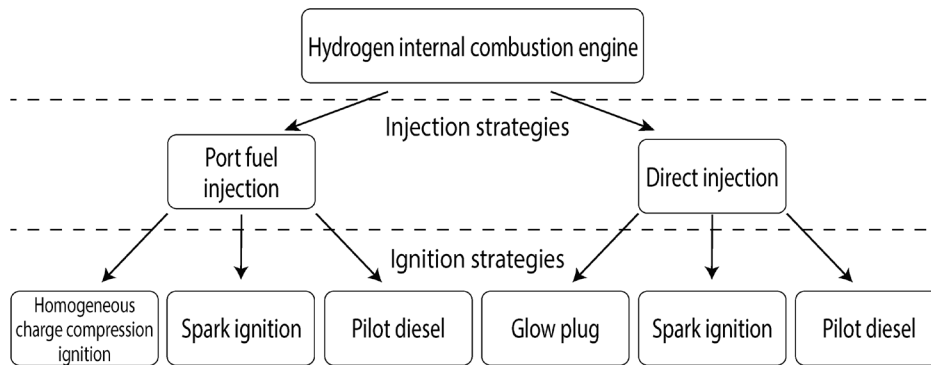 Hydrogen internal combustion engine
Injection strategies
Port fuel
injection
Direct injection
Ignition strategies
Homogeneous
charge compression
ignition
Spark ignition
Pilot diesel
Glow plug
Spark ignition
Pilot diesel